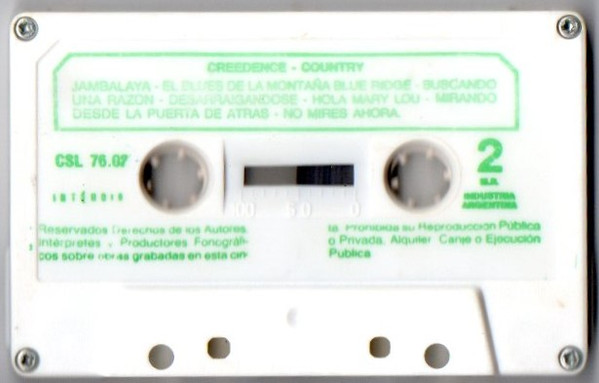 CREEDENCE - COUNTRY
JAMBALAYA - EL BLUES DE LA MONTAÑA BLUE RIDGE - BUSCANDO
UNA RAZON - DESARRAIGANDOSE - HOLA MARY LOU - MIRANDO
DESDE LA PUERTA DE ATRAS - NO MIRES AHORA.
CSL 76.07
2
INDUSTRIA
ARGENTINA
100 50 0
Reservados Derechos de los Autores,
Intérpretes y Productores Fonográfi-
cos sobre obras grabadas en esta cin-
ta. Prohibida su Reproducción Pública
o Privada. Alquiler Canje o Ejecución
Publica